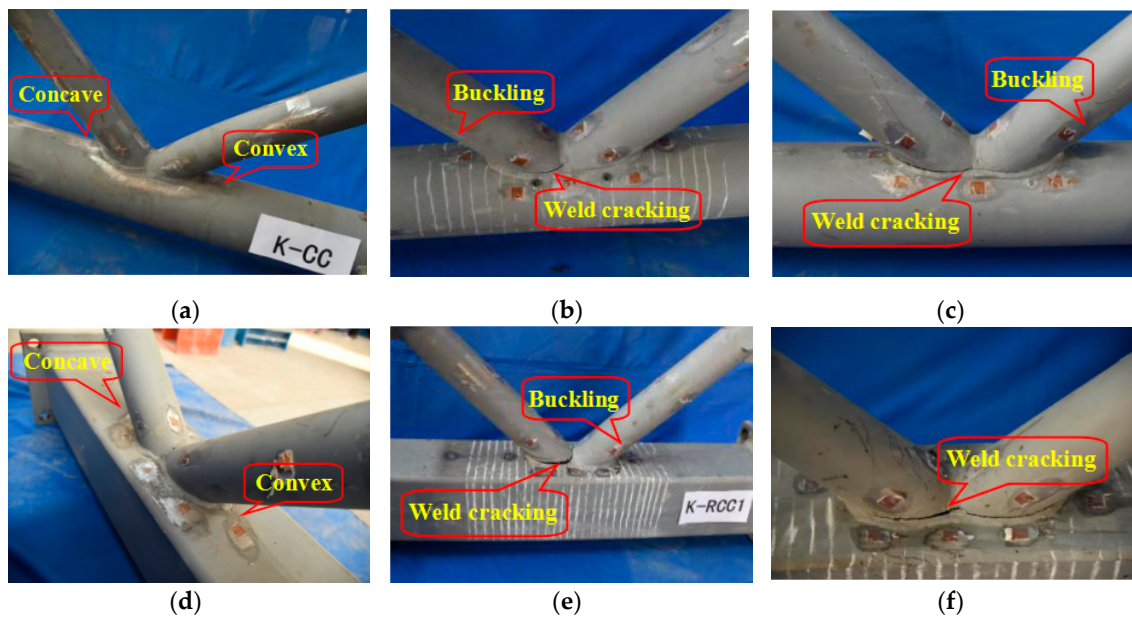 Concave
Convex
K-CC
(a)
Buckling
Weld cracking
(b)
Buckling
Weld cracking
(c)
Concave
Convex
(d)
Buckling
Weld cracking
K-RCC1
(e)
Weld cracking
(f)